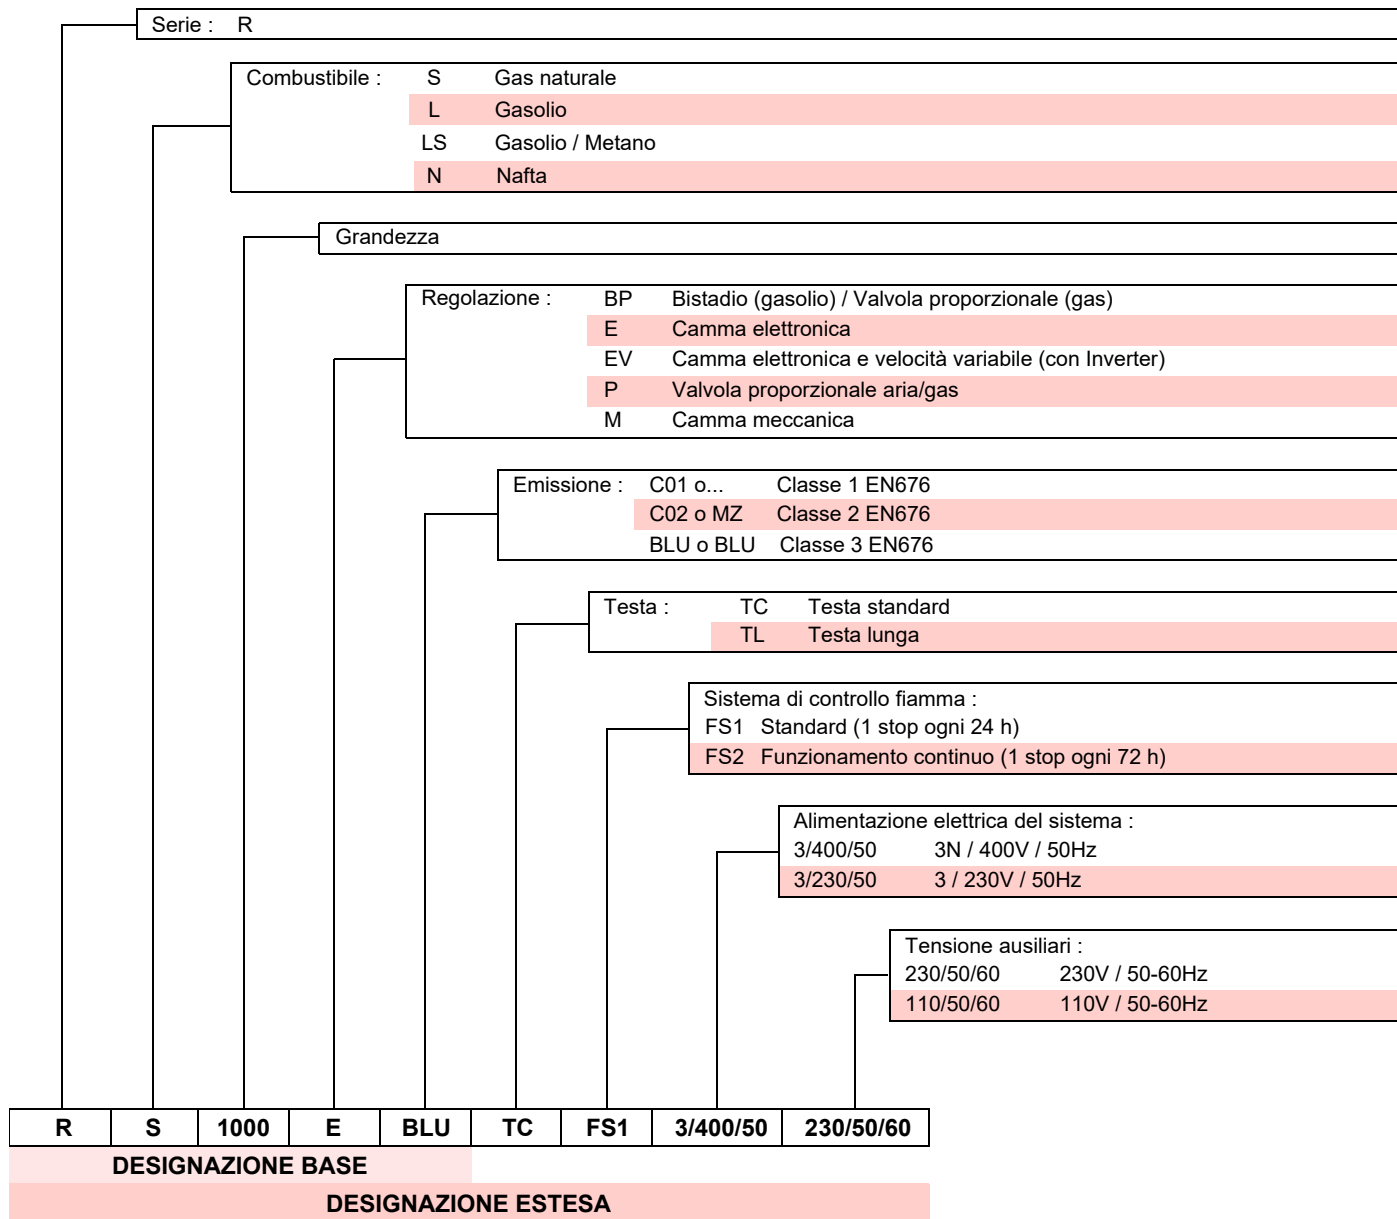 Serie : R
Combustibile : S Gas naturale
L Gasolio
LS Gasolio / Metano
N Nafta
Grandezza
Regolazione : BP Bistadio (gasolio) / Valvola proporzionale (gas)
E Camma elettronica
EV Camma elettronica e velocità variabile (con Inverter)
P Valvola proporzionale aria/gas
M Camma meccanica
Emissione : C01 o... Classe 1 EN676
C02 o MZ Classe 2 EN676
BLU o BLU Classe 3 EN676
Testa : TC Testa standard
TL Testa lunga
Sistema di controllo fiamma :
FS1 Standard (1 stop ogni 24 h)
FS2 Funzionamento continuo (1 stop ogni 72 h)
Alimentazione elettrica del sistema :
3/400/50 3N / 400V / 50Hz
3/230/50 3 / 230V / 50Hz
Tensione ausiliari :
230/50/60 230V / 50-60Hz
110/50/60 110V / 50-60Hz
R S 1000 E BLU TC FS1 3/400/50 230/50/60
DESIGNAZIONE BASE
DESIGNAZIONE ESTESA